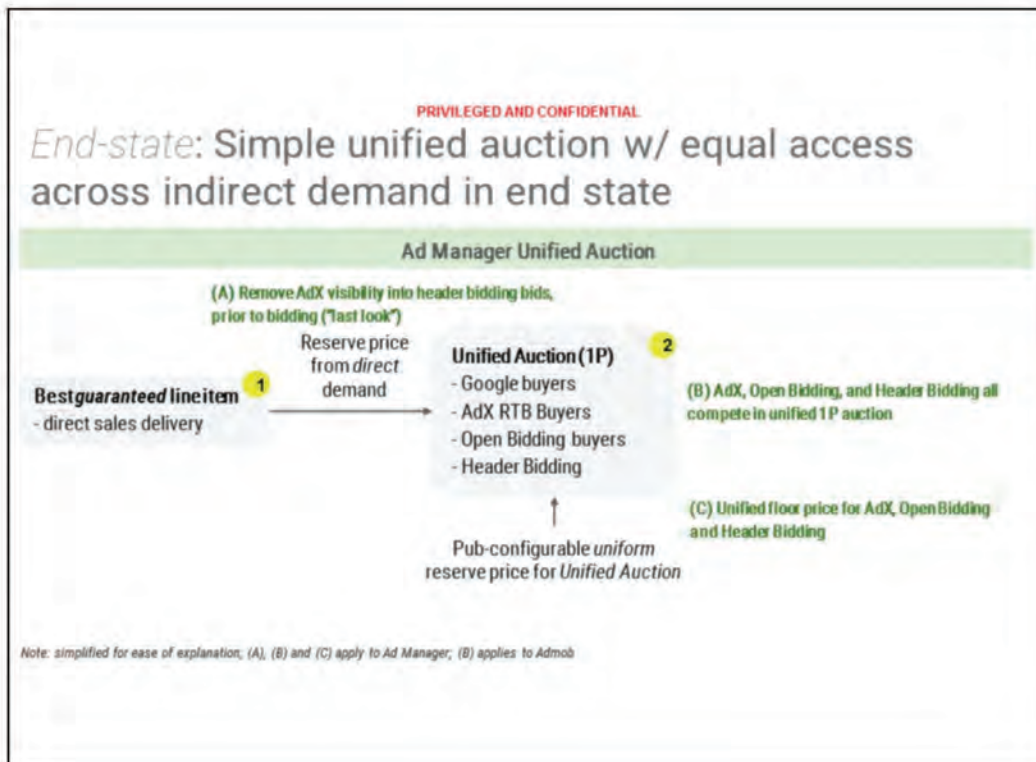 PRIVILEGED AND CONFIDENTIAL
End-state: Simple unified auction w/ equal access
across indirect demand in end state
Ad Manager Unified Auction
(A) Remove AdX visibility into header bidding bids,
prior to bidding ("last look")
Reserve price
from direct
demand
1
Best guaranteed line item
- direct sales delivery
2
Unified Auction (1P)
- Google buyers
- AdX RTB Buyers
- Open Bidding buyers
- Header Bidding
(B) AdX, Open Bidding, and Header Bidding all
compete in unified 1P auction
(C) Unified floor price for AdX, Open Bidding
and Header Bidding
Pub-configurable uniform
reserve price for Unified Auction
Note: simplified for ease of explanation; (A), (B) and (C) apply to Ad Manager; (B) applies to Admob